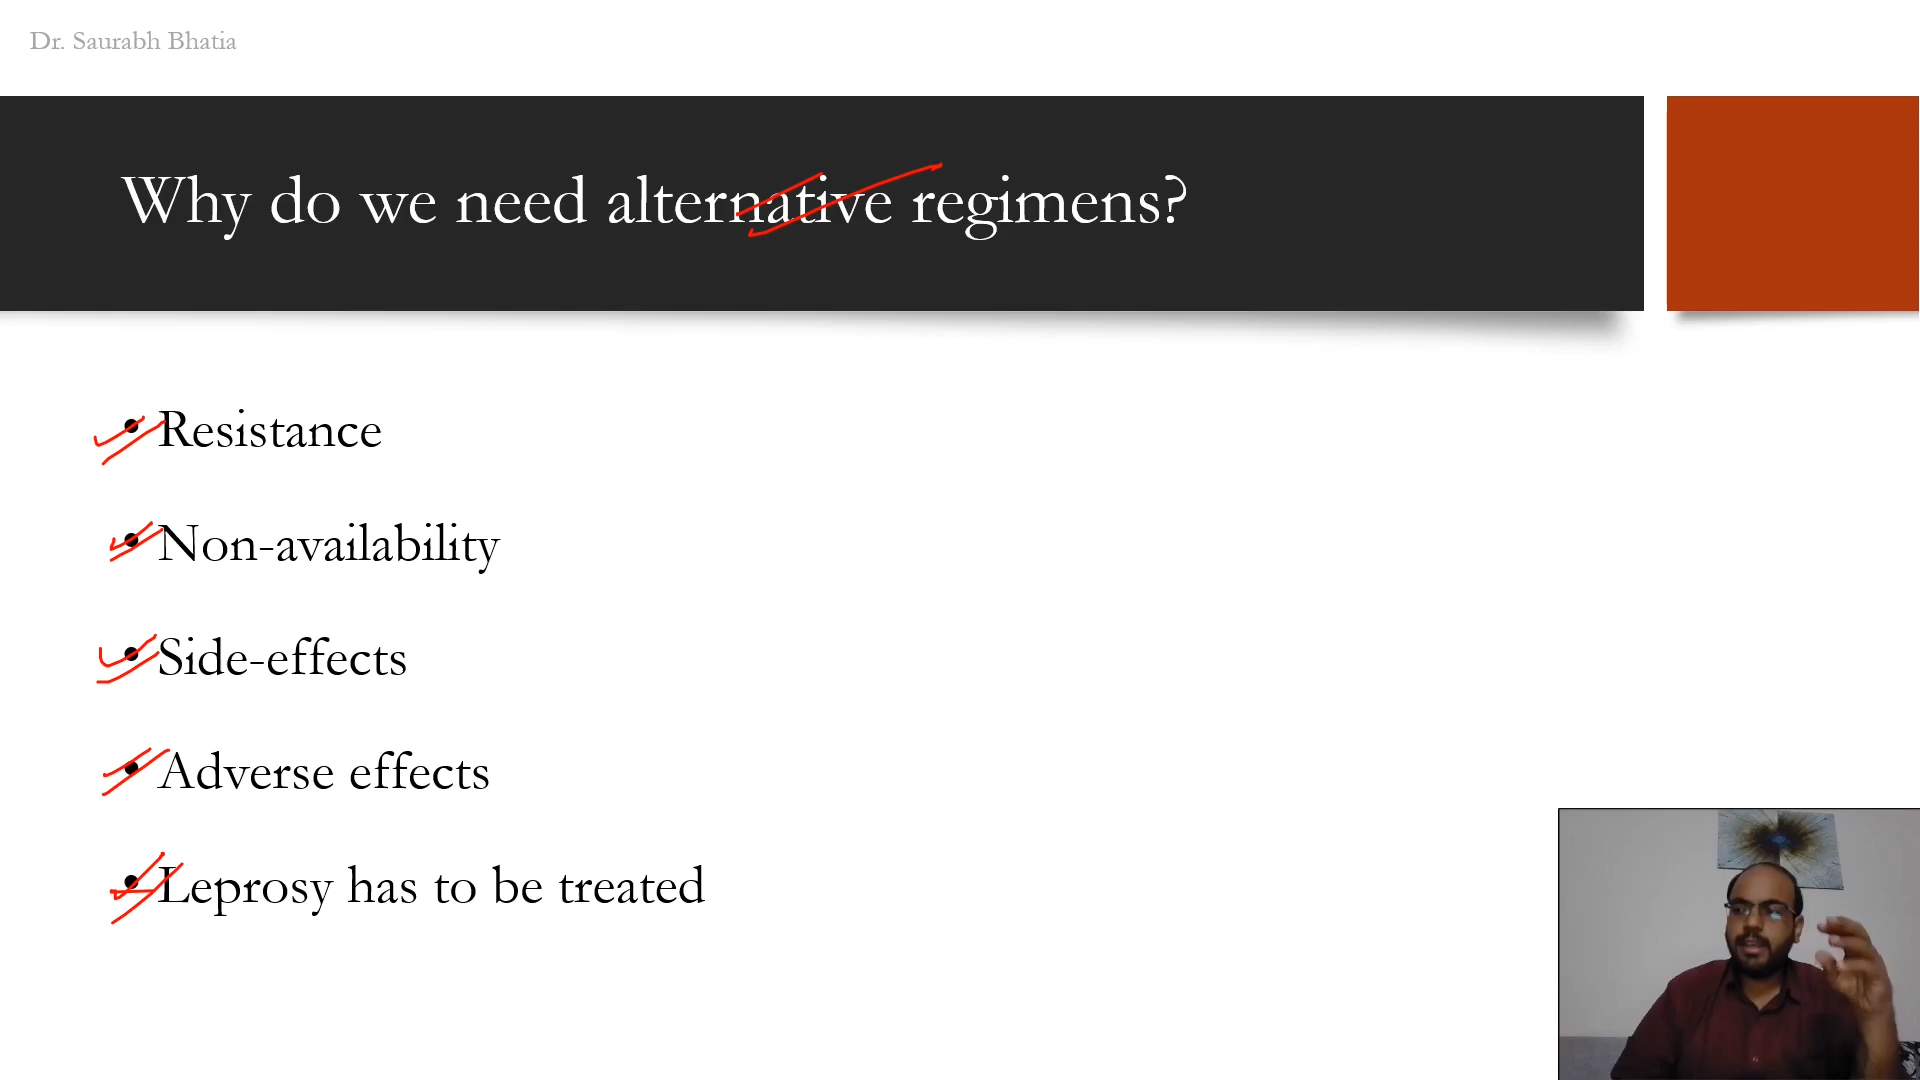 Dr. Saurabh Bhatia
Why do we need alternative regimens?
• Resistance
• Non-availability
• Side-effects
• Adverse effects
• Leprosy has to be treated